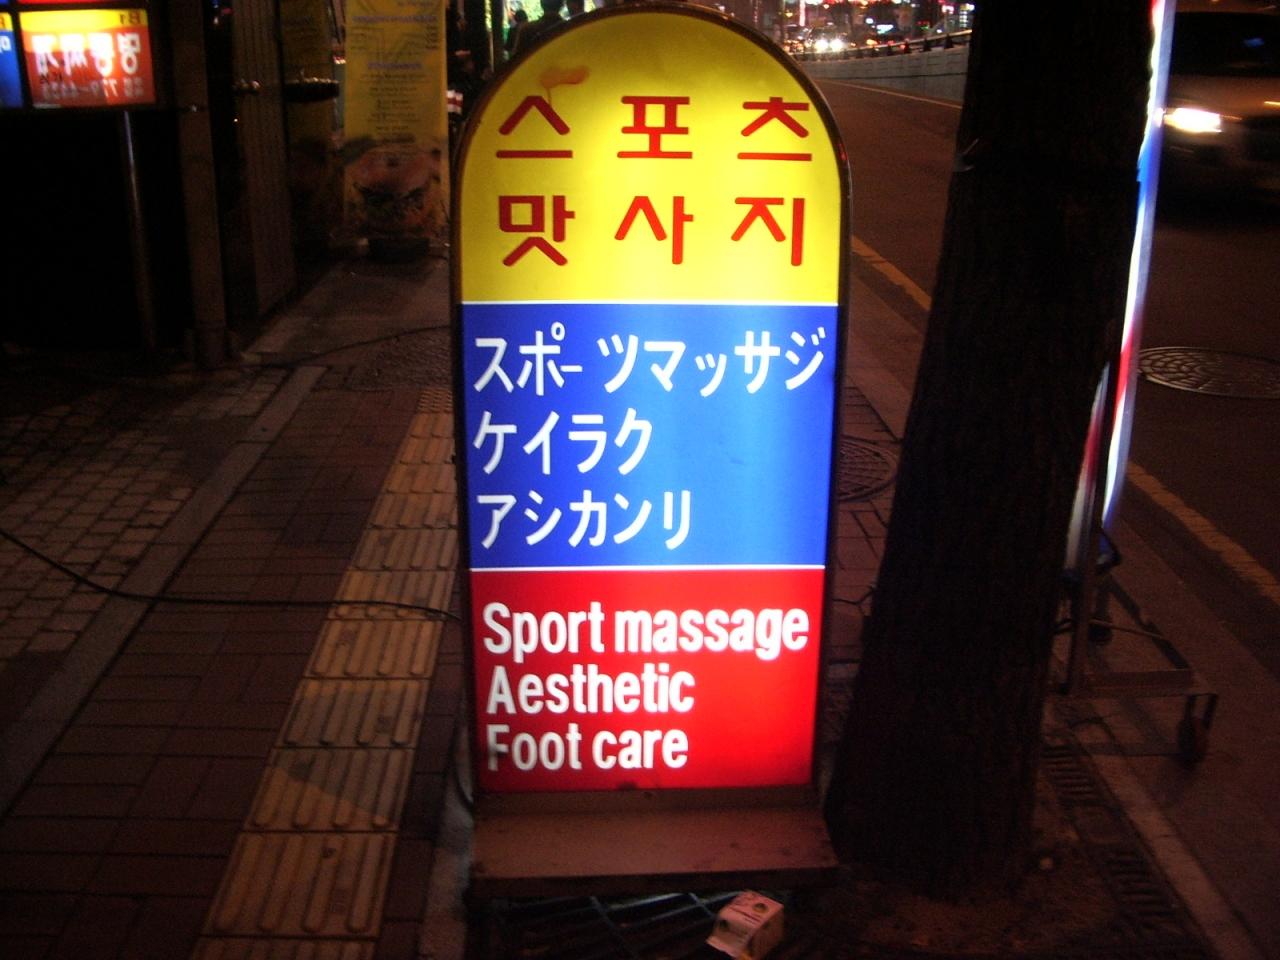 스포츠
맛사지
スポーツマッサジ
ケイラク
アシカンリ
Sport massage
Aesthetic
Foot care